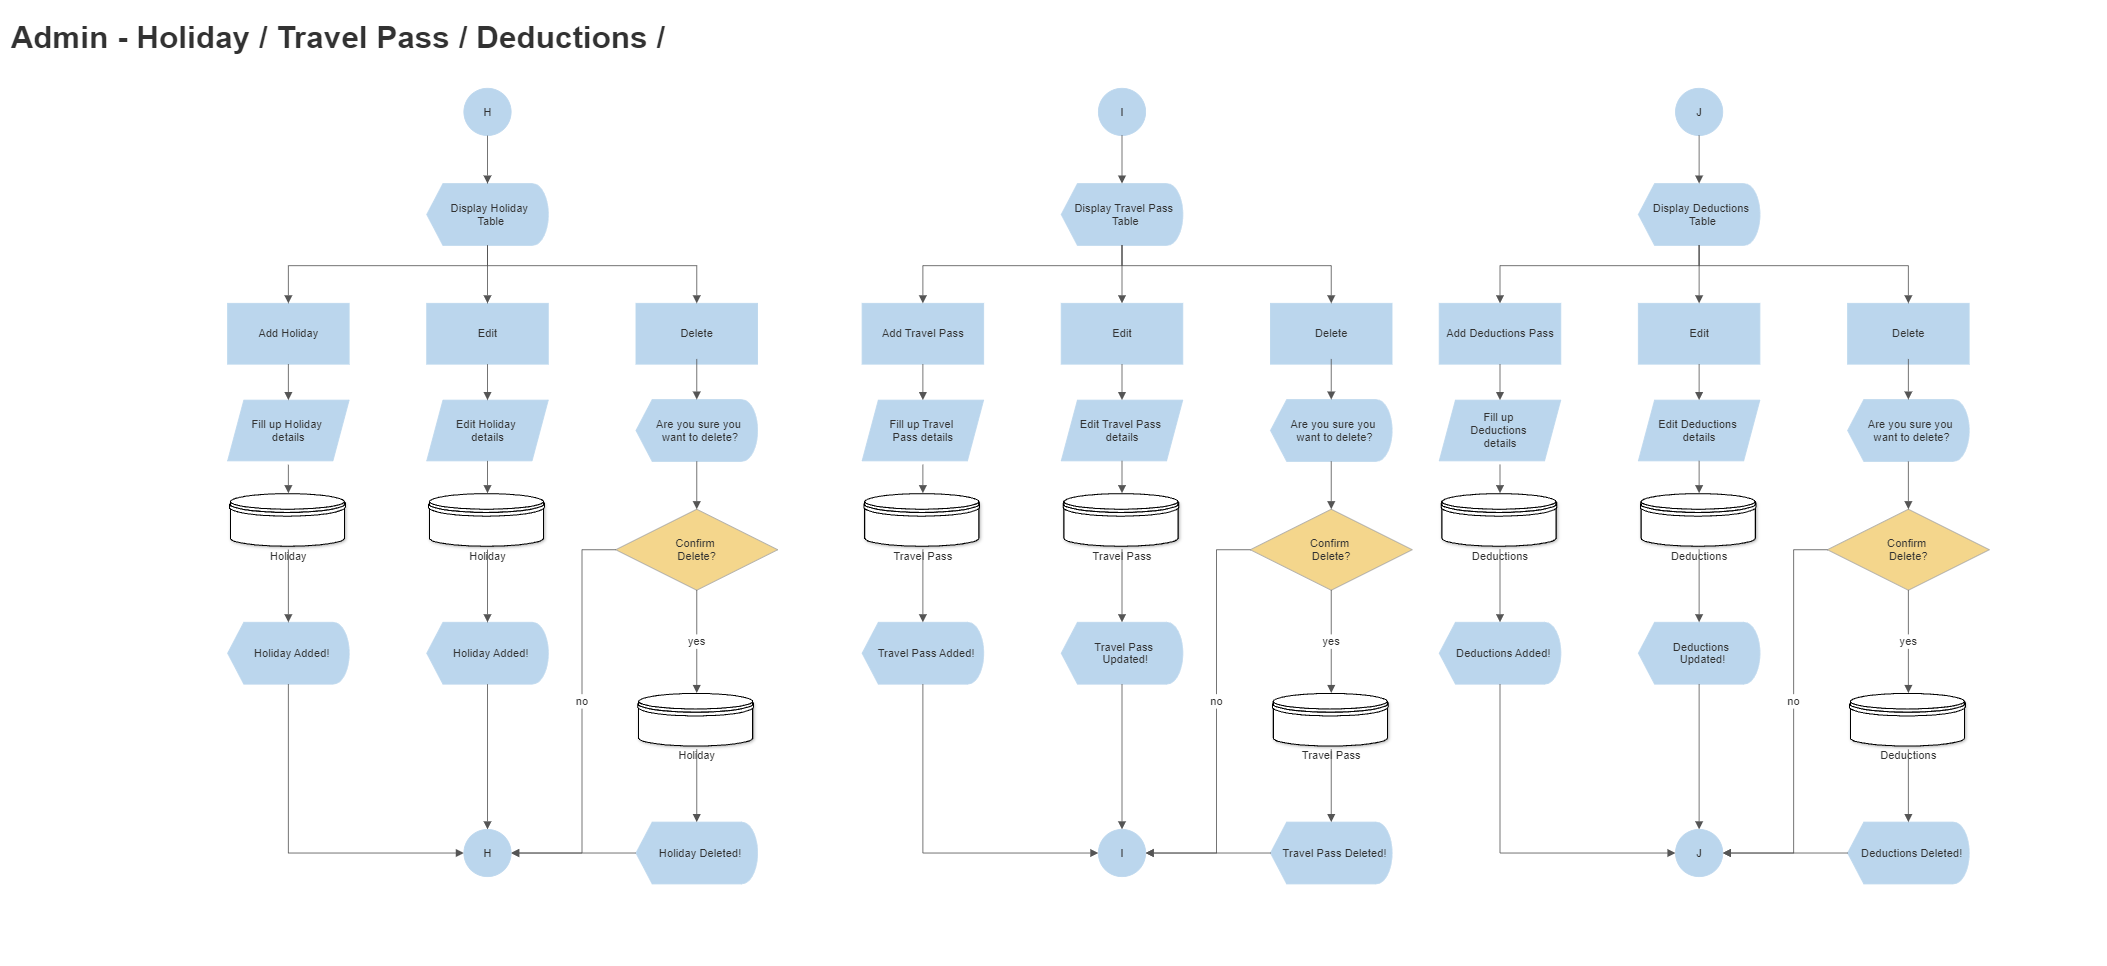 Admin - Holiday / Travel Pass / Deductions /
H
I
J
Display Holiday
Table
Display Travel Pass
Table
Display Deductions
Table
Add Holiday
Edit
Delete
Add Travel Pass
Edit
Delete
Add Deductions Pass
Edit
Delete
Fill up Holiday
details
Edit Holiday
details
Are you sure you
want to delete?
Fill up Travel
Pass details
Edit Travel Pass
details
Are you sure you
want to delete?
Fill up
Deductions
details
Edit Deductions
details
Are you sure you
want to delete?
Holiday
Holiday
Confirm
Delete?
Travel Pass
Travel Pass
Confirm
Delete?
Deductions
Deductions
Confirm
Delete?
yes
yes
yes
Holiday Added!
Holiday Added!
Travel Pass Added!
Travel Pass
Updated!
Deductions Added!
Deductions
Updated!
no
no
no
Holiday
Travel Pass
Deductions
H
Holiday Deleted!
I
Travel Pass Deleted!
J
Deductions Deleted!